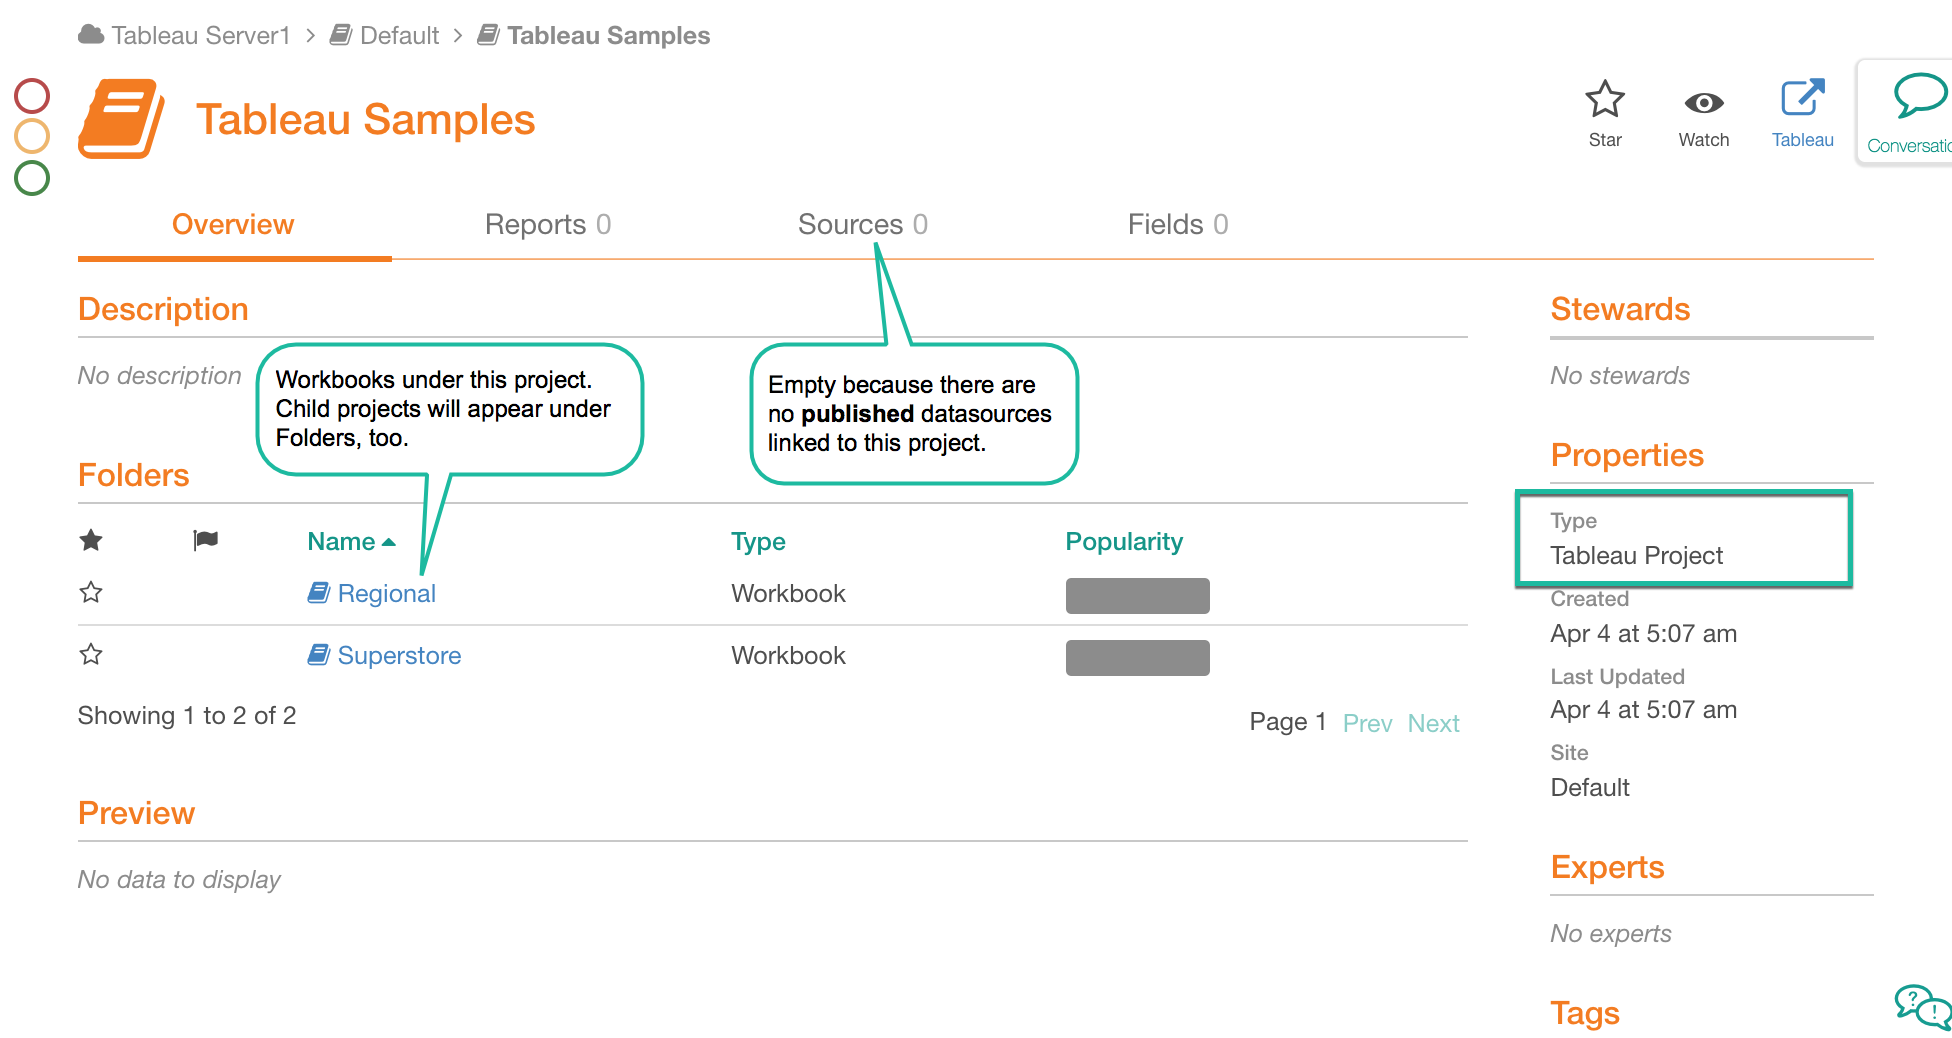 Tableau Server1 > Default > Tableau Samples
Tableau Samples
Star
Watch
Tableau
Conversatio
Overview
Reports 0
Sources 0
Fields 0
Description
No description
Workbooks under this project.
Child projects will appear under
Folders, too.
Empty because there are
no published datasources
linked to this project.
Folders
Name
Type
Popularity
Regional
Workbook
Superstore
Workbook
Showing 1 to 2 of 2
Page 1 Prev Next
Preview
No data to display
Stewards
No stewards
Properties
Type
Tableau Project
Created
Apr 4 at 5:07 am
Last Updated
Apr 4 at 5:07 am
Site
Default
Experts
No experts
Tags
? !